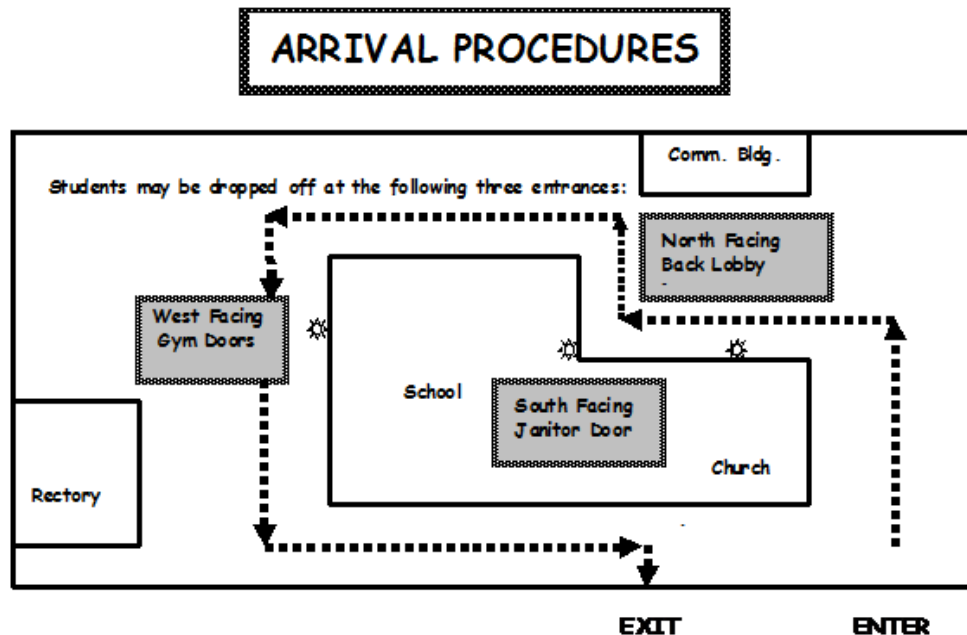 ARRIVAL PROCEDURES
Comm. Bldg.
Students may be dropped off at the following three entrances:
North Facing
Back Lobby
West Facing
Gym Doors
School
South Facing
Janitor Door
Church
Rectory
EXIT
ENTER